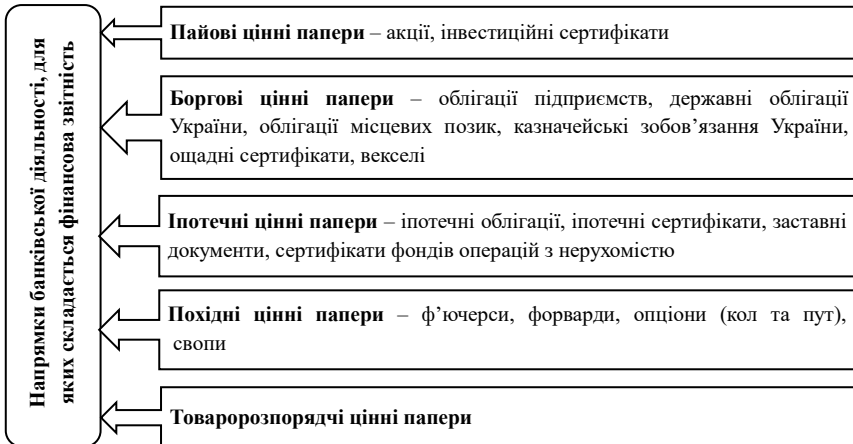 Напрямки банківської діяльності, для
яких складається фінансова звітність
Пайові цінні папери – акції, інвестиційні сертифікати
Боргові цінні папери – облігації підприємств, державні облігації
України, облігації місцевих позик, казначейські зобов’язання України,
ощадні сертифікати, векселі
Іпотечні цінні папери – іпотечні облігації, іпотечні сертифікати, заставні
документи, сертифікати фондів операцій з нерухомістю
Похідні цінні папери – ф’ючерси, форварди, опціони (кол та пут),
свопи
Товаророзпорядчі цінні папери